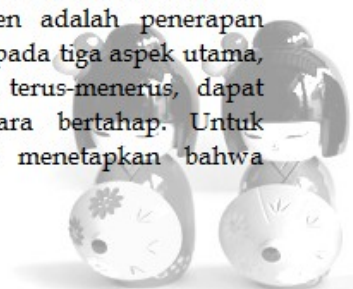 en adalah penerapan
pada tiga aspek utama,
terus-menerus, dapat
ara bertahap. Untuk
menetapkan bahwa